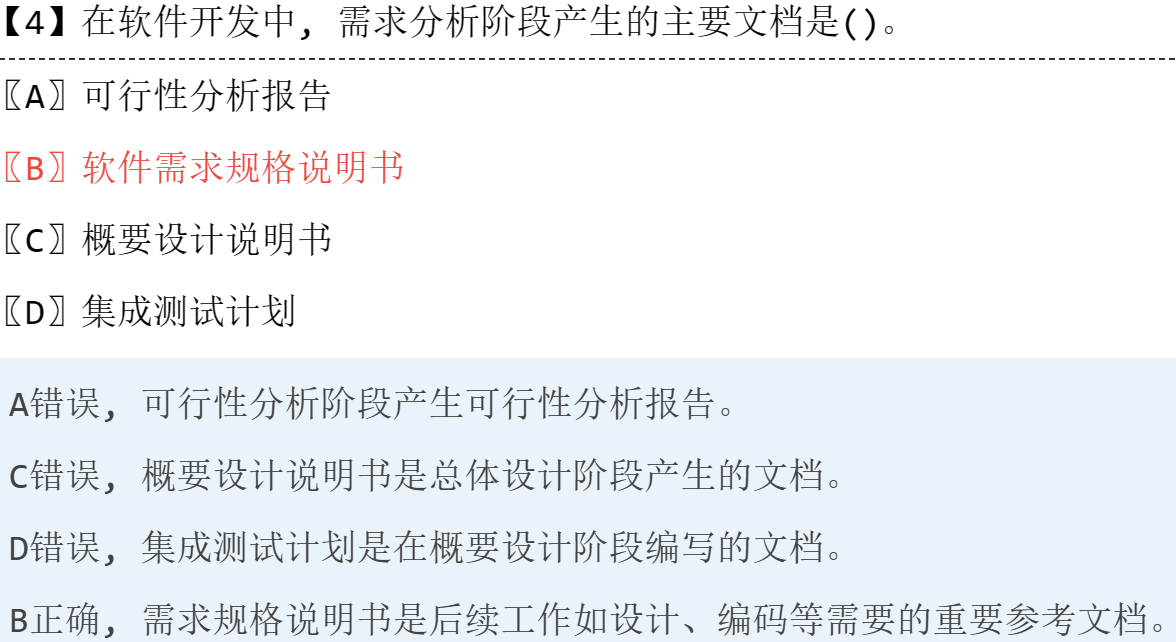 【4】在软件开发中, 需求分析阶段产生的主要文档是()。
〖A〗可行性分析报告
〖B〗软件需求规格说明书
〖C〗概要设计说明书
〖D〗集成测试计划
A错误, 可行性分析阶段产生可行性分析报告。
C错误, 概要设计说明书是总体设计阶段产生的文档。
D错误, 集成测试计划是在概要设计阶段编写的文档。
B正确, 需求规格说明书是后续工作如设计、编码等需要的重要参考文档。